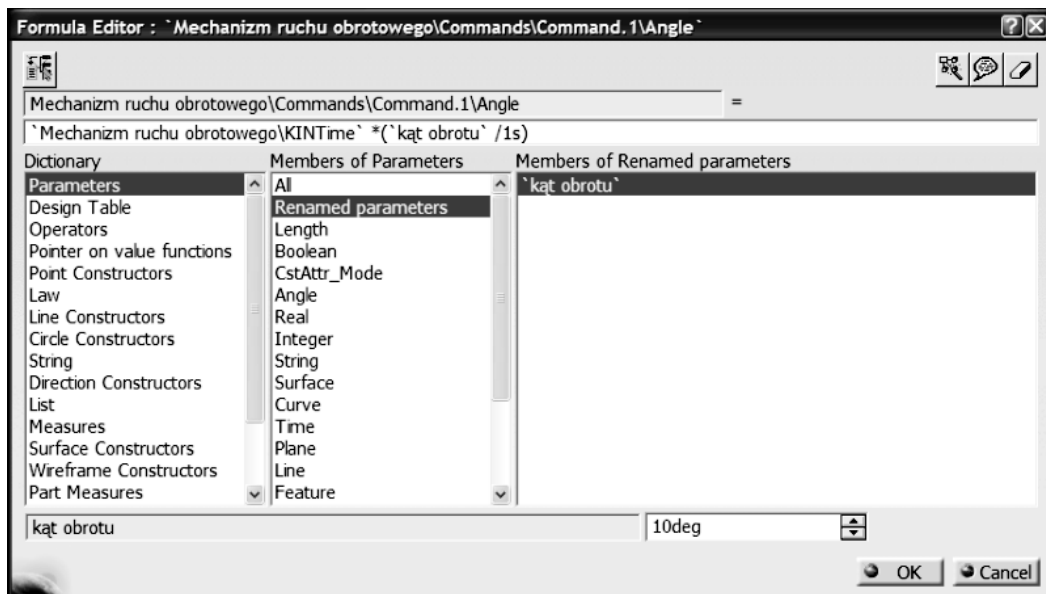 Formula Editor : `Mechanizm ruchu obrotowego\Commands\Command.1\Angle`
Mechanizm ruchu obrotowego\Commands\Command.1\Angle =
`Mechanizm ruchu obrotowego\KINTime` *(`kąt obrotu` /1s)
Dictionary Members of Parameters Members of Renamed parameters
Parameters All `kąt obrotu`
Design Table Renamed parameters
Operators Length
Pointer on value functions Boolean
Point Constructors CstAttr_Mode
Law Angle
Line Constructors Real
Circle Constructors Integer
String String
Direction Constructors Surface
List Curve
Measures Time
Surface Constructors Plane
Wireframe Constructors Line
Part Measures Feature
kąt obrotu 10deg
OK Cancel